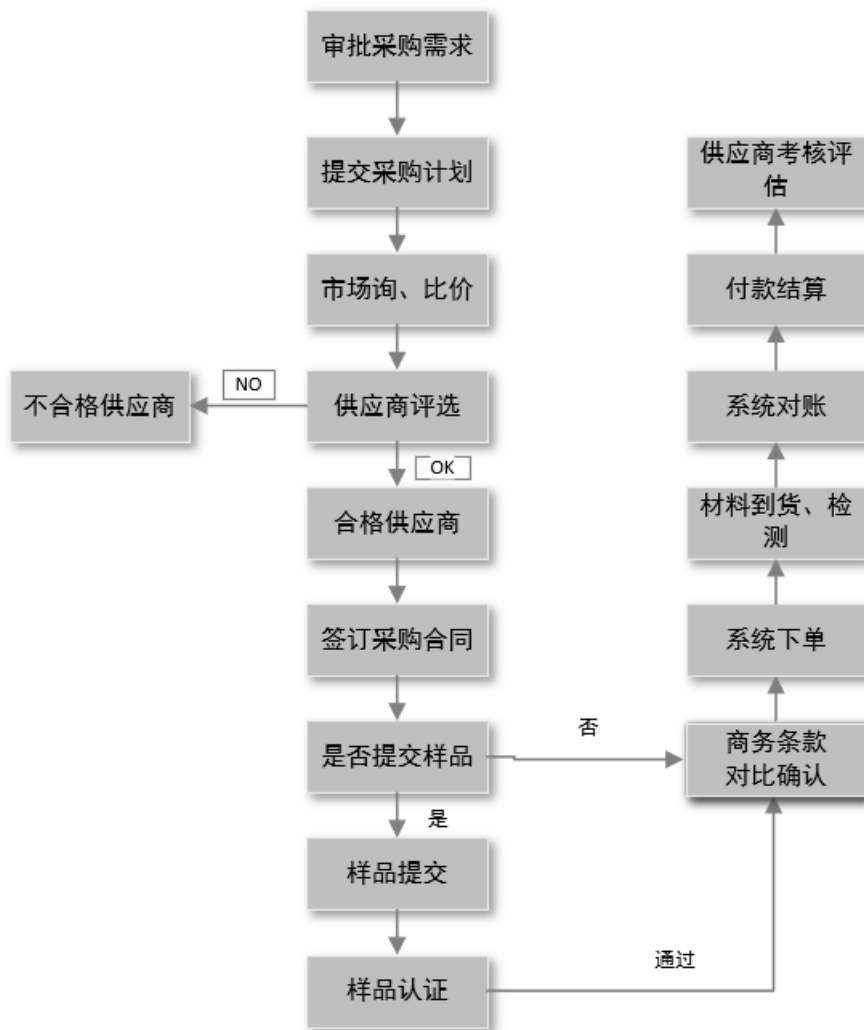 审批采购需求
提交采购计划
市场询、比价
供应商评选
NO
不合格供应商
OK
合格供应商
签订采购合同
是否提交样品
否
是
样品提交
样品认证
通过
商务条款
对比确认
系统下单
材料到货、检
测
系统对账
付款结算
供应商考核评
估